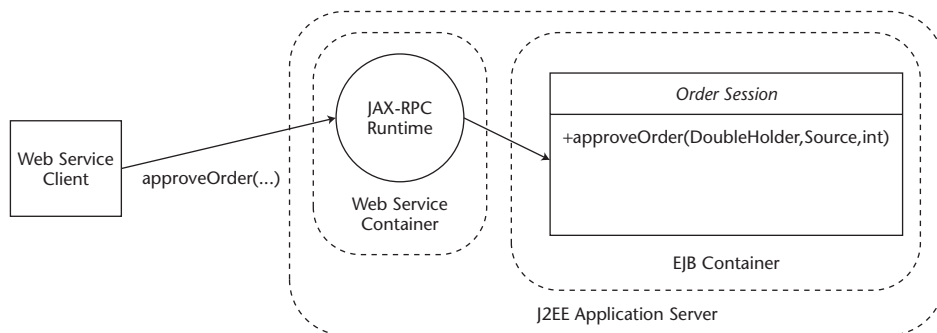 Web Service
Client
approveOrder(...)
JAX-RPC
Runtime
Web Service
Container
Order Session
+approveOrder(DoubleHolder,Source,int)
EJB Container
J2EE Application Server